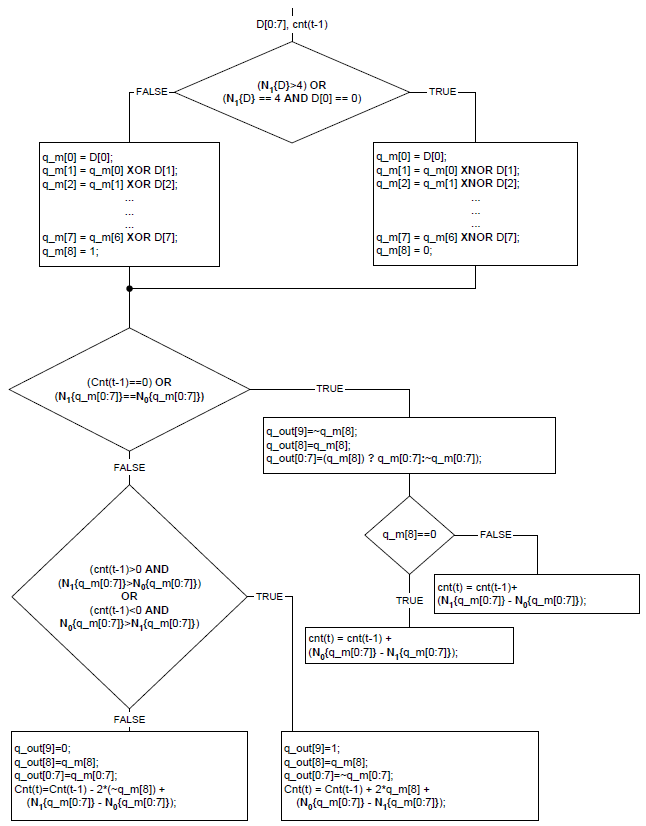 D[0:7], cnt(t-1)
(N1{D}>4) OR
(N1{D} == 4 AND D[0] == 0)
FALSE
TRUE
q_m[0] = D[0];
q_m[1] = q_m[0] XOR D[1];
q_m[2] = q_m[1] XOR D[2];
...
...
...
q_m[7] = q_m[6] XOR D[7];
q_m[8] = 1;
q_m[0] = D[0];
q_m[1] = q_m[0] XNOR D[1];
q_m[2] = q_m[1] XNOR D[2];
...
...
...
q_m[7] = q_m[6] XNOR D[7];
q_m[8] = 0;
(Cnt(t-1)==0) OR
(N1{q_m[0:7]}==N0{q_m[0:7]})
TRUE
FALSE
q_out[9]=~q_m[8];
q_out[8]=q_m[8];
q_out[0:7]=(q_m[8]) ? q_m[0:7]:~q_m[0:7]);
q_m[8]==0
FALSE
TRUE
cnt(t) = cnt(t-1)+
(N1{q_m[0:7]} - N0{q_m[0:7]});
cnt(t) = cnt(t-1) +
(N0{q_m[0:7]} - N1{q_m[0:7]});
(cnt(t-1)>0 AND
(N1{q_m[0:7]}>N0{q_m[0:7]})
OR
(cnt(t-1)<0 AND
N0{q_m[0:7]}>N1{q_m[0:7]})
TRUE
FALSE
q_out[9]=0;
q_out[8]=q_m[8];
q_out[0:7]=q_m[0:7];
Cnt(t)=Cnt(t-1) - 2*(~q_m[8]) +
(N1{q_m[0:7]} - N0{q_m[0:7]});
q_out[9]=1;
q_out[8]=q_m[8];
q_out[0:7]=~q_m[0:7];
Cnt(t) = Cnt(t-1) + 2*q_m[8] +
(N0{q_m[0:7]} - N1{q_m[0:7]});